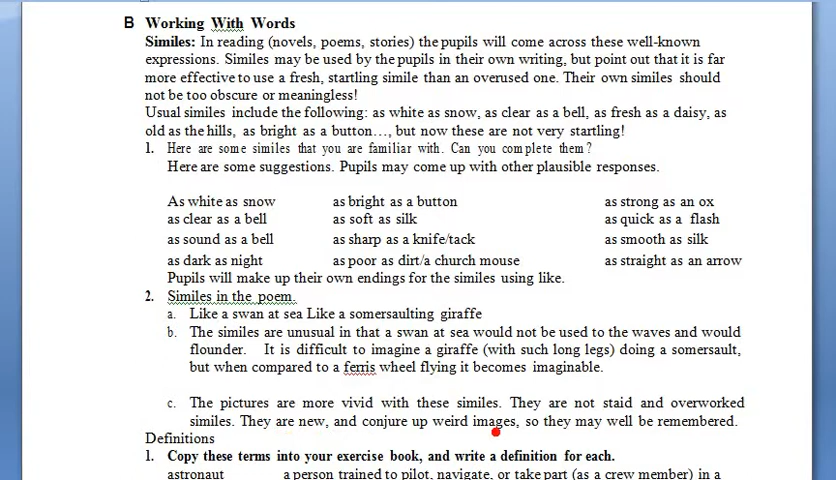 B Working With Words
Similes: In reading (novels, poems, stories) the pupils will come across these well-known
expressions. Similes may be used by the pupils in their own writing, but point out that it is far
more effective to use a fresh, startling simile than an overused one. Their own similes should
not be too obscure or meaningless!
Usual similes include the following: as white as snow, as clear as a bell, as fresh as a daisy, as
old as the hills, as bright as a button…, but now these are not very startling!
1. Here are some similes that you are familiar with. Can you complete them?
Here are some suggestions. Pupils may come up with other plausible responses.
As white as snow as bright as a button as strong as an ox
as clear as a bell as soft as silk as quick as a flash
as sound as a bell as sharp as a knife/tack as smooth as silk
as dark as night as poor as dirt/a church mouse as straight as an arrow
Pupils will make up their own endings for the similes using like.
2. Similes in the poem.
a. Like a swan at sea Like a somersaulting giraffe
b. The similes are unusual in that a swan at sea would not be used to the waves and would
flounder. It is difficult to imagine a giraffe (with such long legs) doing a somersault,
but when compared to a ferris wheel flying it becomes imaginable.
c. The pictures are more vivid with these similes. They are not staid and overworked
similes. They are new, and conjure up weird images, so they may well be remembered.
Definitions
1. Copy these terms into your exercise book, and write a definition for each.
astronaut a person trained to pilot, navigate, or take part (as a crew member) in a